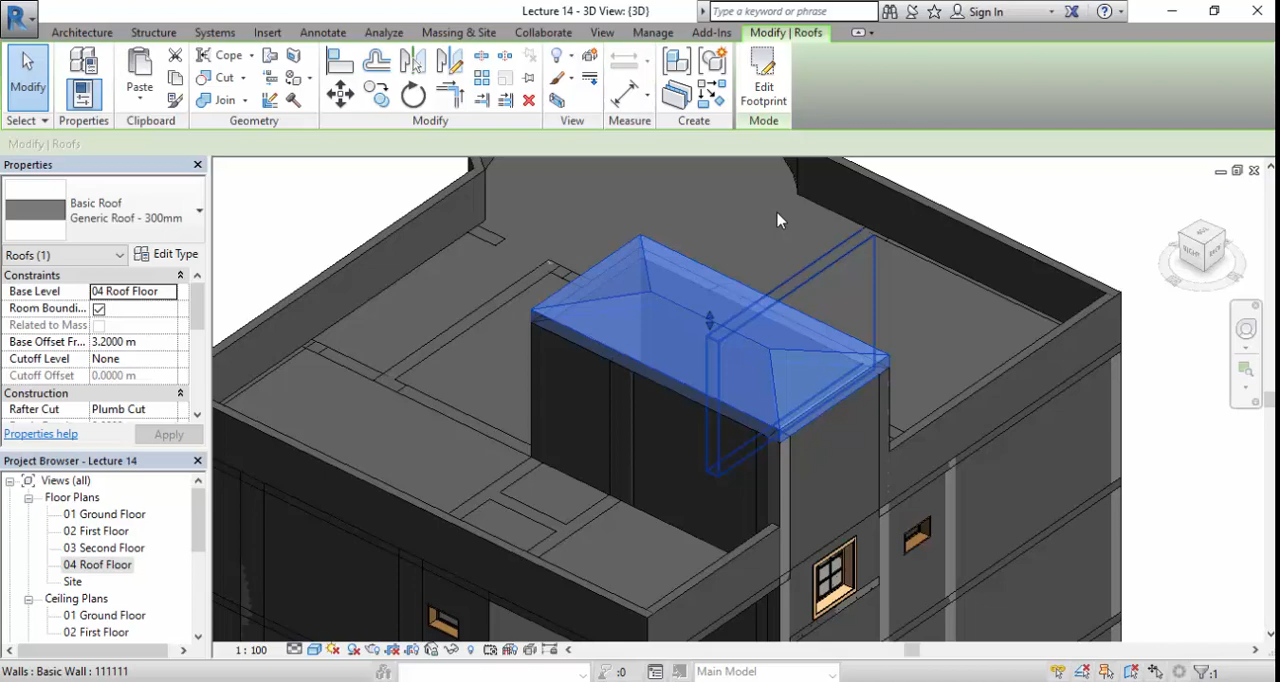 Lecture 14 - 3D View: {3D}
Type a keyword or phrase
Sign In
Architecture Structure Systems Insert Annotate Analyze Massing & Site Collaborate View Manage Add-Ins Modify | Roofs
Modify
Paste
Cope
Cut
Join
Edit
Footprint
Select Properties Clipboard Geometry Modify View Measure Create Mode
Modify | Roofs
Properties
Basic Roof
Generic Roof - 300mm
Roofs (1)
Edit Type
Constraints
Base Level 04 Roof Floor
Room Boundi...
Related to Mass
Base Offset Fr... 3.2000 m
Cutoff Level None
Cutoff Offset 0.0000 m
Construction
Rafter Cut Plumb Cut
Properties help
Apply
Project Browser - Lecture 14
Views (all)
Floor Plans
01 Ground Floor
02 First Floor
03 Second Floor
04 Roof Floor
Site
Ceiling Plans
01 Ground Floor
02 First Floor
RIGHT
1 : 100
Walls : Basic Wall : 111111
:0
Main Model
:1